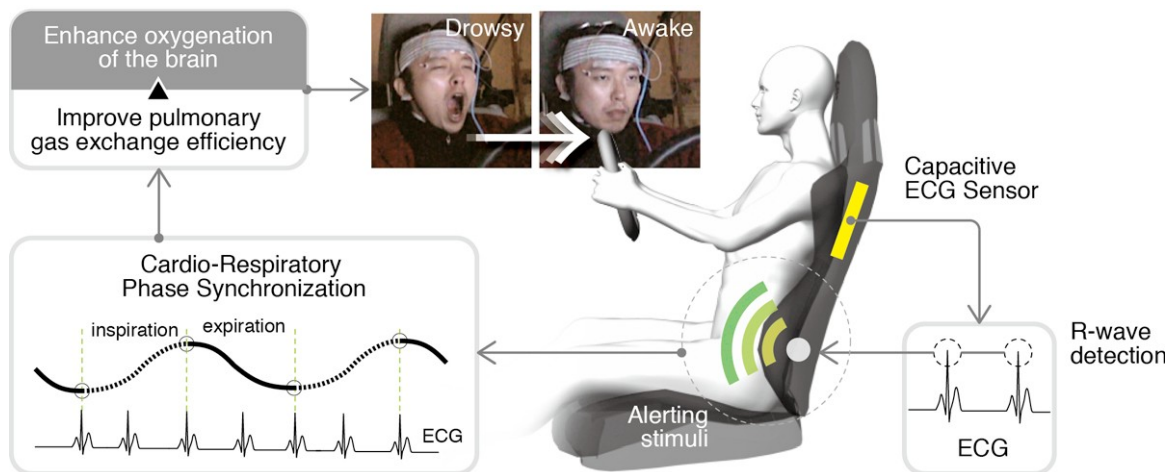 Enhance oxygenation
of the brain
Improve pulmonary
gas exchange efficiency
Drowsy
Awake
Capacitive
ECG Sensor
Cardio-Respiratory
Phase Synchronization
inspiration
expiration
ECG
Alerting
stimuli
R-wave
detection
ECG